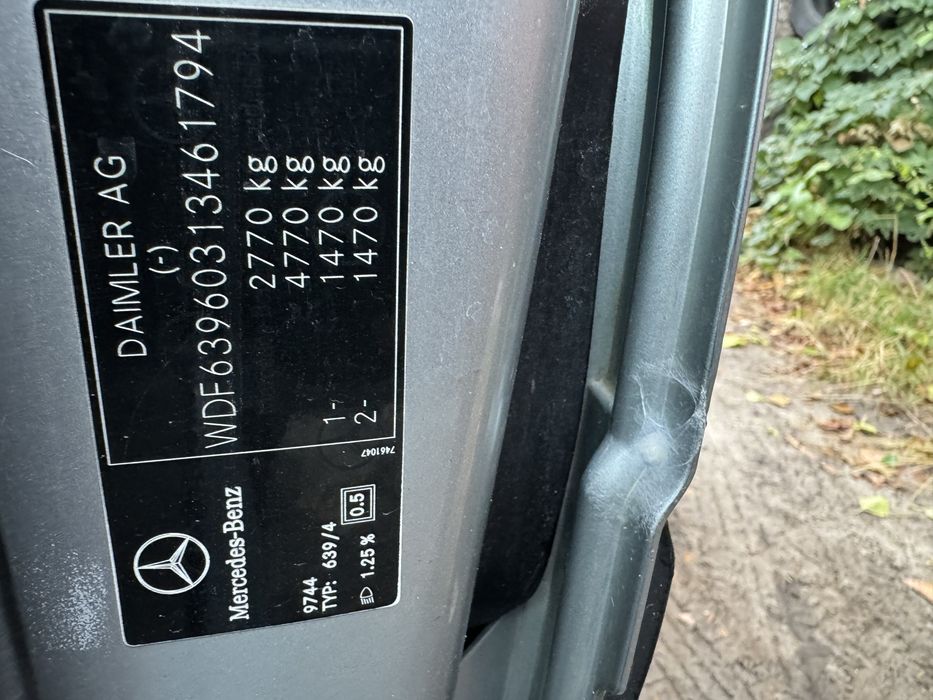 DAIMLER AG
(-)
WDF63960313461794
2770 kg
4770 kg
1- 1470 kg
2- 1470 kg
7461047
Mercedes-Benz
9744
TYP: 639/4
1.25% 0.5